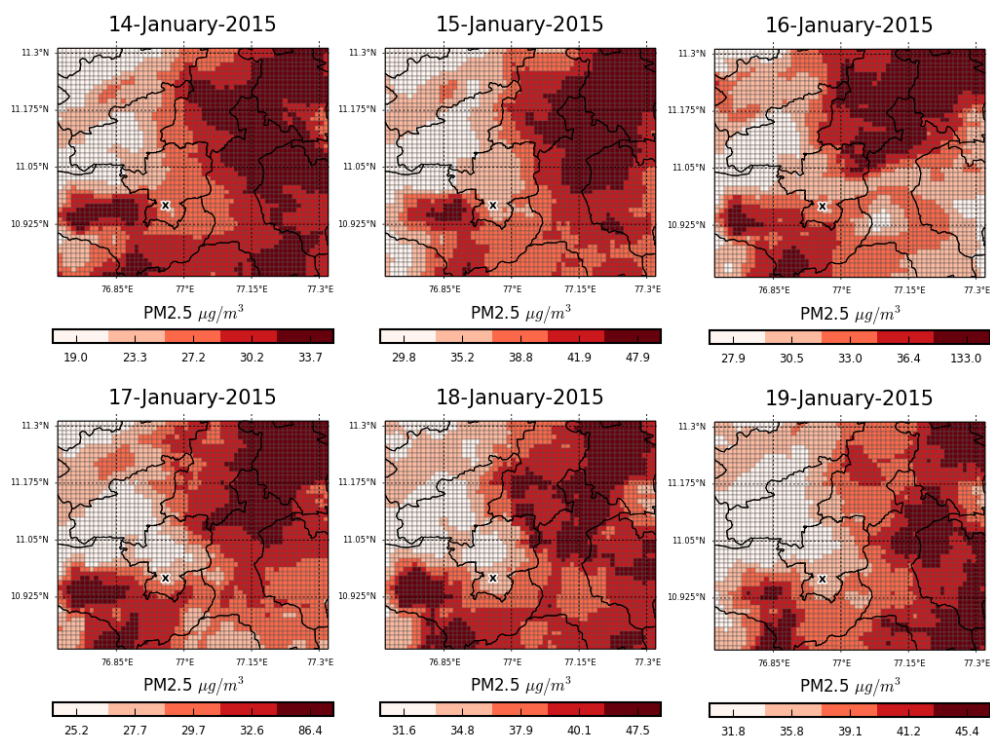 14-January-2015
11.3°N
11.175°N
11.05°N
10.925°N
X
76.85°E 77°E 77.15°E 77.3°E
PM2.5 μg/m³
19.0 23.3 27.2 30.2 33.7
15-January-2015
11.3°N
11.175°N
11.05°N
10.925°N
X
76.85°E 77°E 77.15°E 77.3°E
PM2.5 μg/m³
29.8 35.2 38.8 41.9 47.9
16-January-2015
11.3°N
11.175°N
11.05°N
10.925°N
X
76.85°E 77°E 77.15°E 77.3°E
PM2.5 μg/m³
27.9 30.5 33.0 36.4 133.0
17-January-2015
11.3°N
11.175°N
11.05°N
10.925°N
X
76.85°E 77°E 77.15°E 77.3°E
PM2.5 μg/m³
25.2 27.7 29.7 32.6 86.4
18-January-2015
11.3°N
11.175°N
11.05°N
10.925°N
X
76.85°E 77°E 77.15°E 77.3°E
PM2.5 μg/m³
31.6 34.8 37.9 40.1 47.5
19-January-2015
11.3°N
11.175°N
11.05°N
10.925°N
X
76.85°E 77°E 77.15°E 77.3°E
PM2.5 μg/m³
31.8 35.8 39.1 41.2 45.4